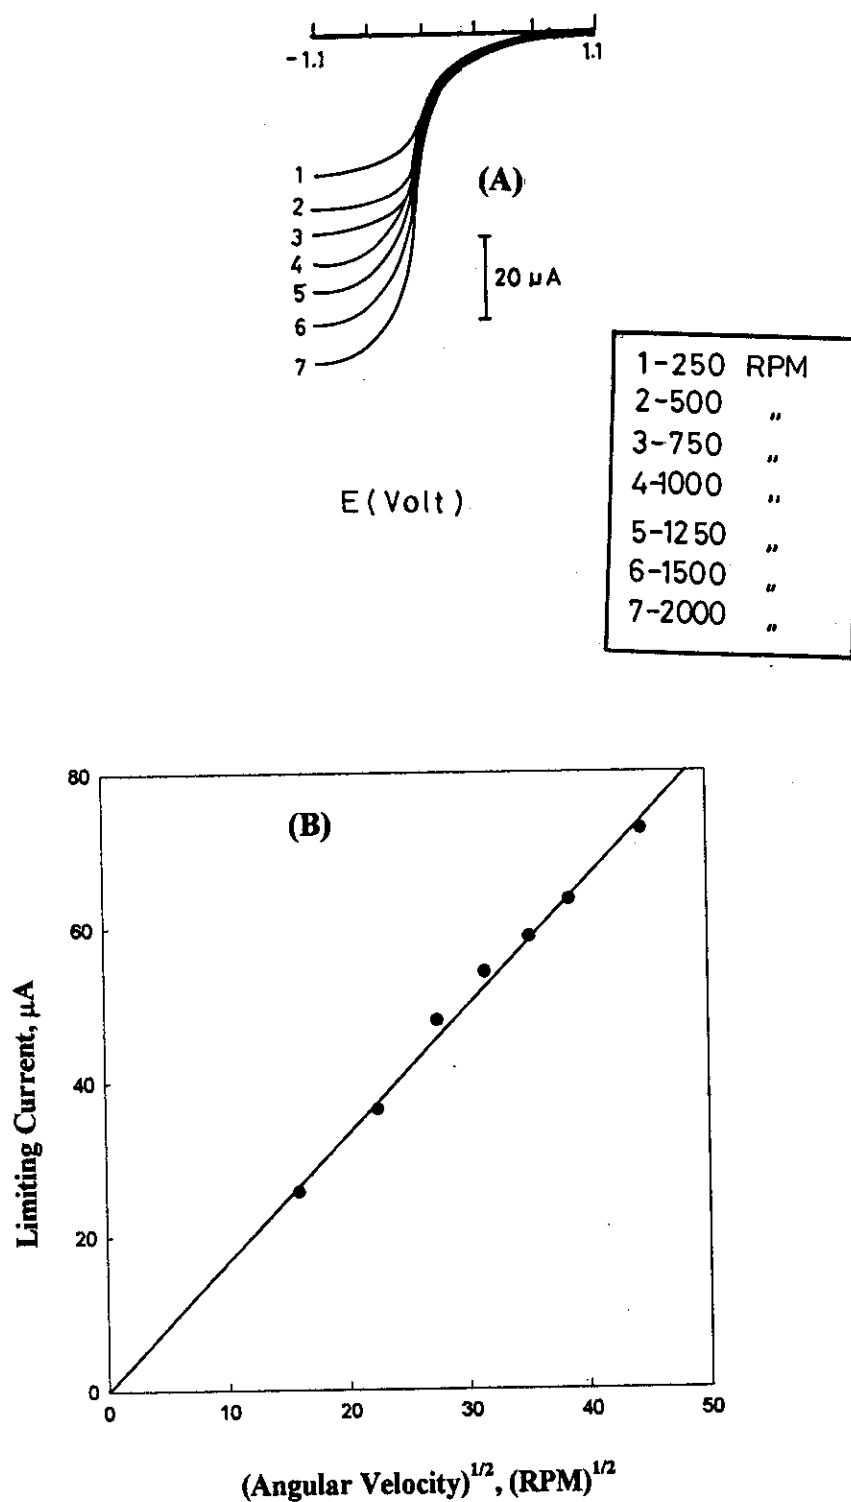 -1.1 1.1
(A)
1
2
3
4
5
6
7
20 μA
1-250 RPM
2-500 "
3-750 "
4-1000 "
5-1250 "
6-1500 "
7-2000 "
E (Volt)
(B)
80
60
40
20
0
Limiting Current, μA
0 10 20 30 40 50
(Angular Velocity)^1/2, (RPM)^1/2